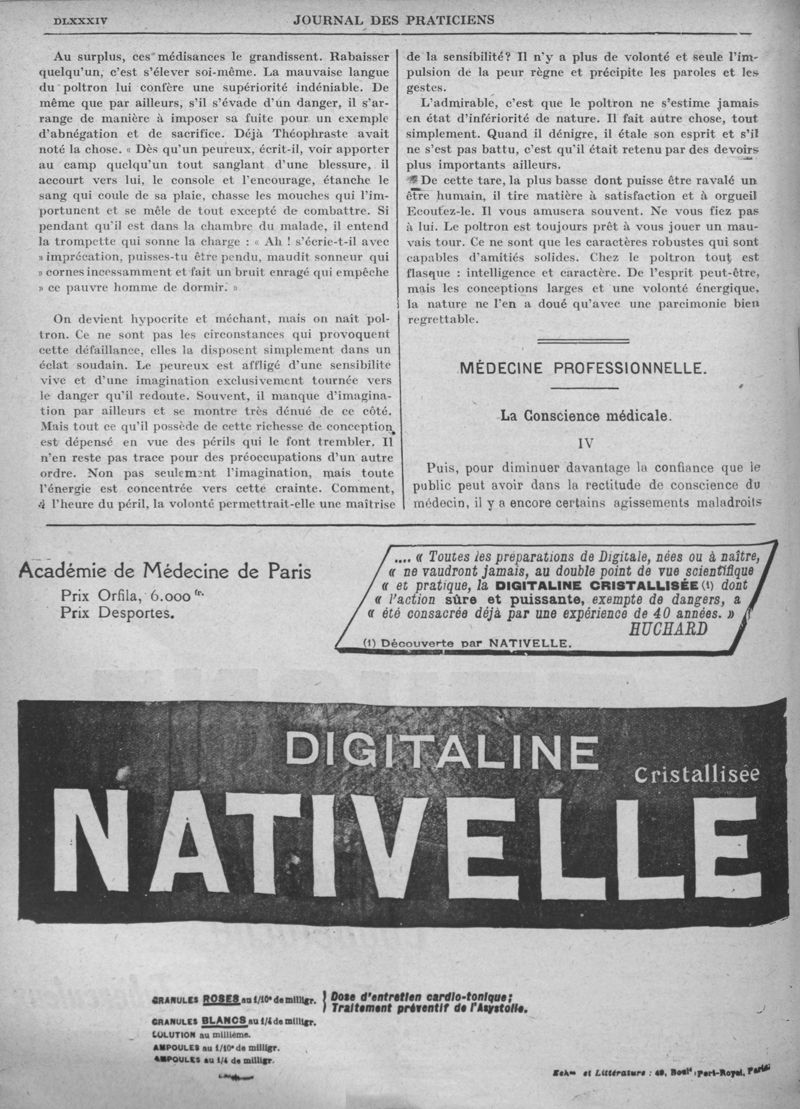 DLXXXIV
JOURNAL DES PRATICIENS
Au surplus, ces médisances le grandissent. Rabaisser
quelqu'un, c'est s'élever soi-même. La mauvaise langue
du poltron lui confère une supériorité indéniable. De
même que par ailleurs, s'il s'évade d'un danger, il s'ar-
range de manière à imposer sa fuite pour un exemple
d'abnégation et de sacrifice. Déjà Théophraste avait
noté la chose. « Dès qu'un peureux, écrit-il, voir apporter
au camp quelqu'un tout sanglant d'une blessure, il
accourt vers lui, le console et l'encourage, étanche le
sang qui coule de sa plaie, chasse les mouches qui l'im-
portunent et se mêle de tout excepté de combattre. Si
pendant qu'il est dans la chambre du malade, il entend
la trompette qui sonne la charge : « Ah ! s'écrie-t-il avec
» imprécation, puisses-tu être pendu, maudit sonneur qui
» cornes incessamment et fait un bruit enragé qui empêche
» ce pauvre homme de dormir. »
On devient hypocrite et méchant, mais on naît pol-
tron. Ce ne sont pas les circonstances qui provoquent
cette défaillance, elles la disposent simplement dans un
éclat soudain. Le peureux est affligé d'une sensibilite
vive et d'une imagination exclusivement tournée vers
le danger qu'il redoute. Souvent, il manque d'imagina-
tion par ailleurs et se montre très dénué de ce côté.
Mais tout ce qu'il possède de cette richesse de conception
est dépensé en vue des périls qui le font trembler. Il
n'en reste pas trace pour des préoccupations d'un autre
ordre. Non pas seulement l'imagination, mais toute
l'énergie est concentrée vers cette crainte. Comment,
à l'heure du péril, la volonté permettrait-elle une maîtrise
de la sensibilité? Il n'y a plus de volonté et seule l'im-
pulsion de la peur règne et précipite les paroles et les
gestes.
L'admirable, c'est que le poltron ne s'estime jamais
en état d'infériorité de nature. Il fait autre chose, tout
simplement. Quand il dénigre, il étale son esprit et s'il
ne s'est pas battu, c'est qu'il était retenu par des devoirs
plus importants ailleurs.
De cette tare, la plus basse dont puisse être ravalé un
être humain, il tire matière à satisfaction et à orgueil
Ecoutez-le. Il vous amusera souvent. Ne vous fiez pas
à lui. Le poltron est toujours prêt à vous jouer un mau-
vais tour. Ce ne sont que les caractères robustes qui sont
capables d'amitiés solides. Chez le poltron tout est
flasque : intelligence et caractère. De l'esprit peut-être,
mais les conceptions larges et une volonté énergique,
la nature ne l'en a doué qu'avec une parcimonie bien
regrettable.
MÉDECINE PROFESSIONNELLE.
La Conscience médicale.
IV
Puis, pour diminuer davantage la confiance que le
public peut avoir dans la rectitude de conscience du
médecin, il y a encore certains agissements maladroits
Académie de Médecine de Paris
Prix Orfila, 6.000 fr.
Prix Desportes.
.... « Toutes les préparations de Digitale, nées ou à naître,
« ne vaudront jamais, au double point de vue scientifique
« et pratique, la DIGITALINE CRISTALLISÉE (1) dont
« l'action sûre et puissante, exempte de dangers, a
« été consacrée déjà par une expérience de 40 années. »
HUCHARD
(1) Découverte par NATIVELLE.
DIGITALINE
Cristallisée
NATIVELLE
GRANULES ROSES au 1/10e de milligr. } Dose d'entretien cardio-tonique;
Traitement préventif de l'Asystolie.
GRANULES BLANCS au 1/4 de milligr.
SOLUTION au millième.
AMPOULES au 1/10e de milligr.
AMPOULES au 1/4 de milligr.
Echon et Littérature : 49, Boulᵈ Port-Royal, Paris